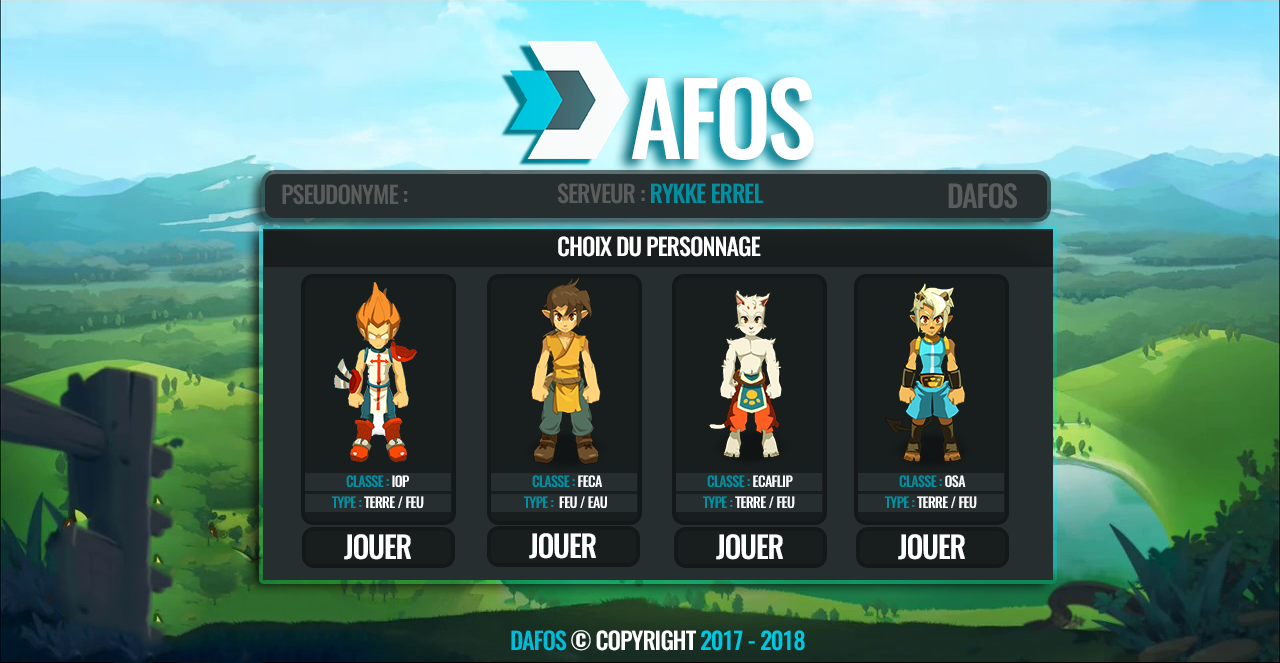 DAFOS
PSEUDONYME : SERVEUR : RYKKE ERREL DAFOS
CHOIX DU PERSONNAGE
CLASSE : IOP
TYPE : TERRE / FEU
JOUER
CLASSE : FECA
TYPE : FEU / EAU
JOUER
CLASSE : ECAFLIP
TYPE : TERRE / FEU
JOUER
CLASSE : OSA
TYPE : TERRE / FEU
JOUER
DAFOS © COPYRIGHT 2017 - 2018